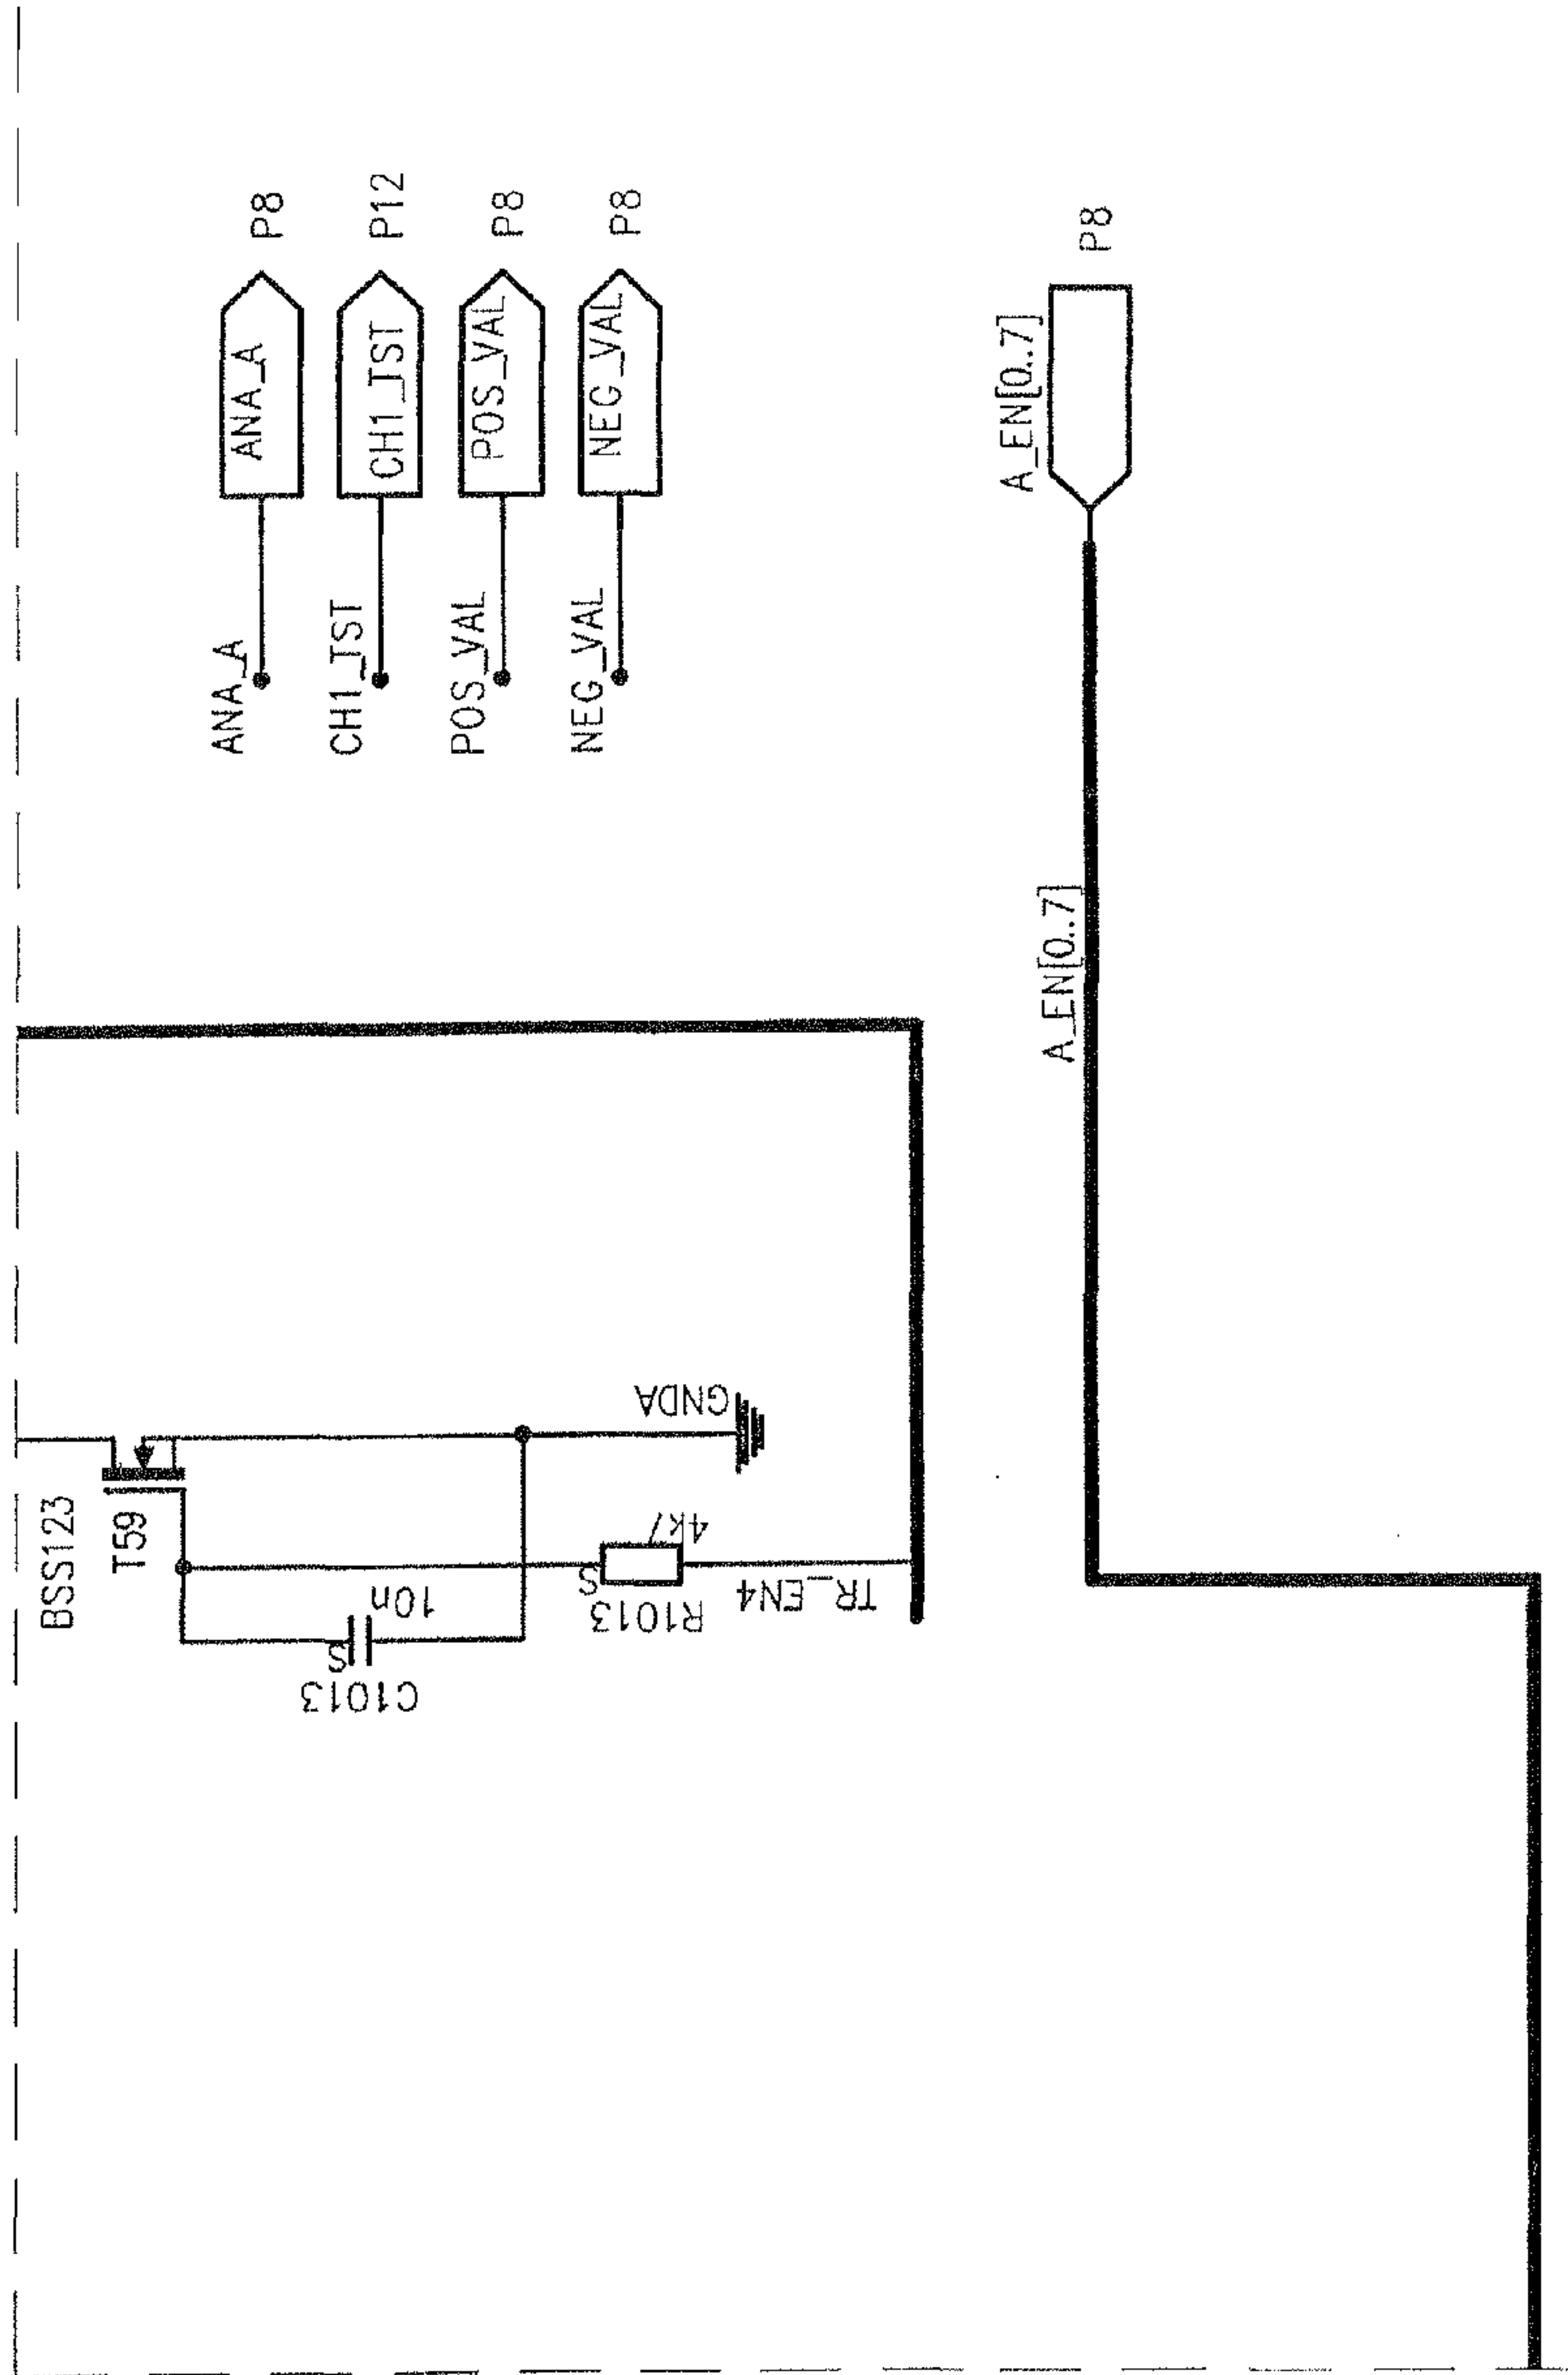 ANA_A
ANA_A
P8
CH1_TST
CH1_TST
P12
POS_VAL
POS_VAL
P8
NEG_VAL
NEG_VAL
P8
A_EN[0..7]
P8
A_EN[0..7]
BSS123
T59
GNDA
10n
S
C1013
4k7
S
R1013
TR_EN4